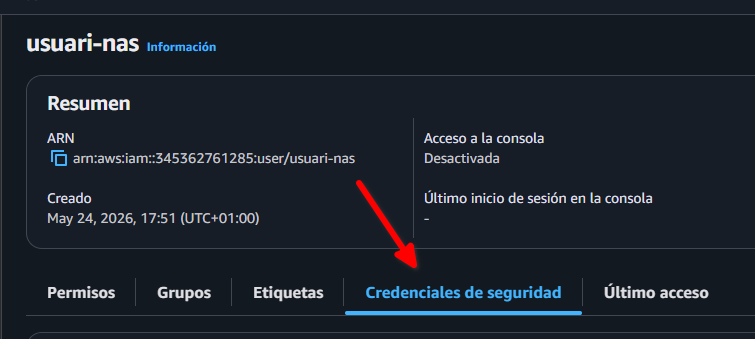 usuari-nas Información
Resumen
ARN
arn:aws:iam::345362761285:user/usuari-nas
Acceso a la consola
Desactivada
Creado
May 24, 2026, 17:51 (UTC+01:00)
Último inicio de sesión en la consola
-
Permisos Grupos Etiquetas Credenciales de seguridad Último acceso